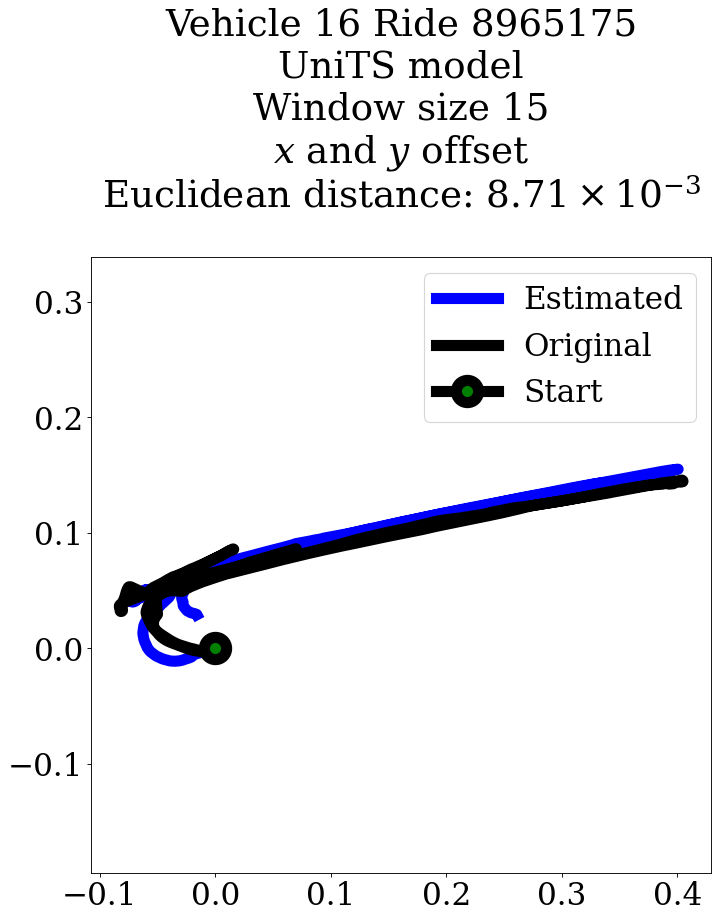 Vehicle 16 Ride 8965175
UniTS model
Window size 15
x and y offset
Euclidean distance: 8.71 × 10⁻³
Estimated
Original
Start
0.3
0.2
0.1
0.0
−0.1
−0.1 0.0 0.1 0.2 0.3 0.4